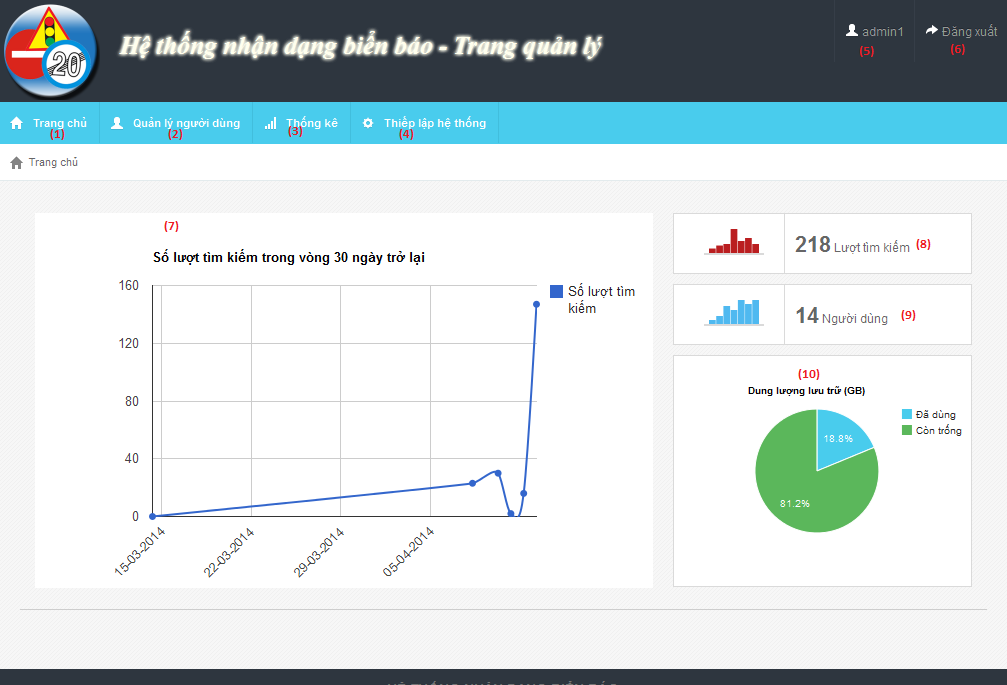 20
Hệ thống nhận dạng biển báo - Trang quản lý
admin1
(5)
Đăng xuất
(6)
Trang chủ
(1)
Quản lý người dùng
(2)
Thống kê
(3)
Thiếp lập hệ thống
(4)
Trang chủ
(7)
Số lượt tìm kiếm trong vòng 30 ngày trở lại
160
120
80
40
0
15-03-2014
22-03-2014
29-03-2014
05-04-2014
Số lượt tìm
kiếm
218 Lượt tìm kiếm (8)
14 Người dùng (9)
(10)
Dung lượng lưu trữ (GB)
Đã dùng
Còn trống
18.8%
81.2%